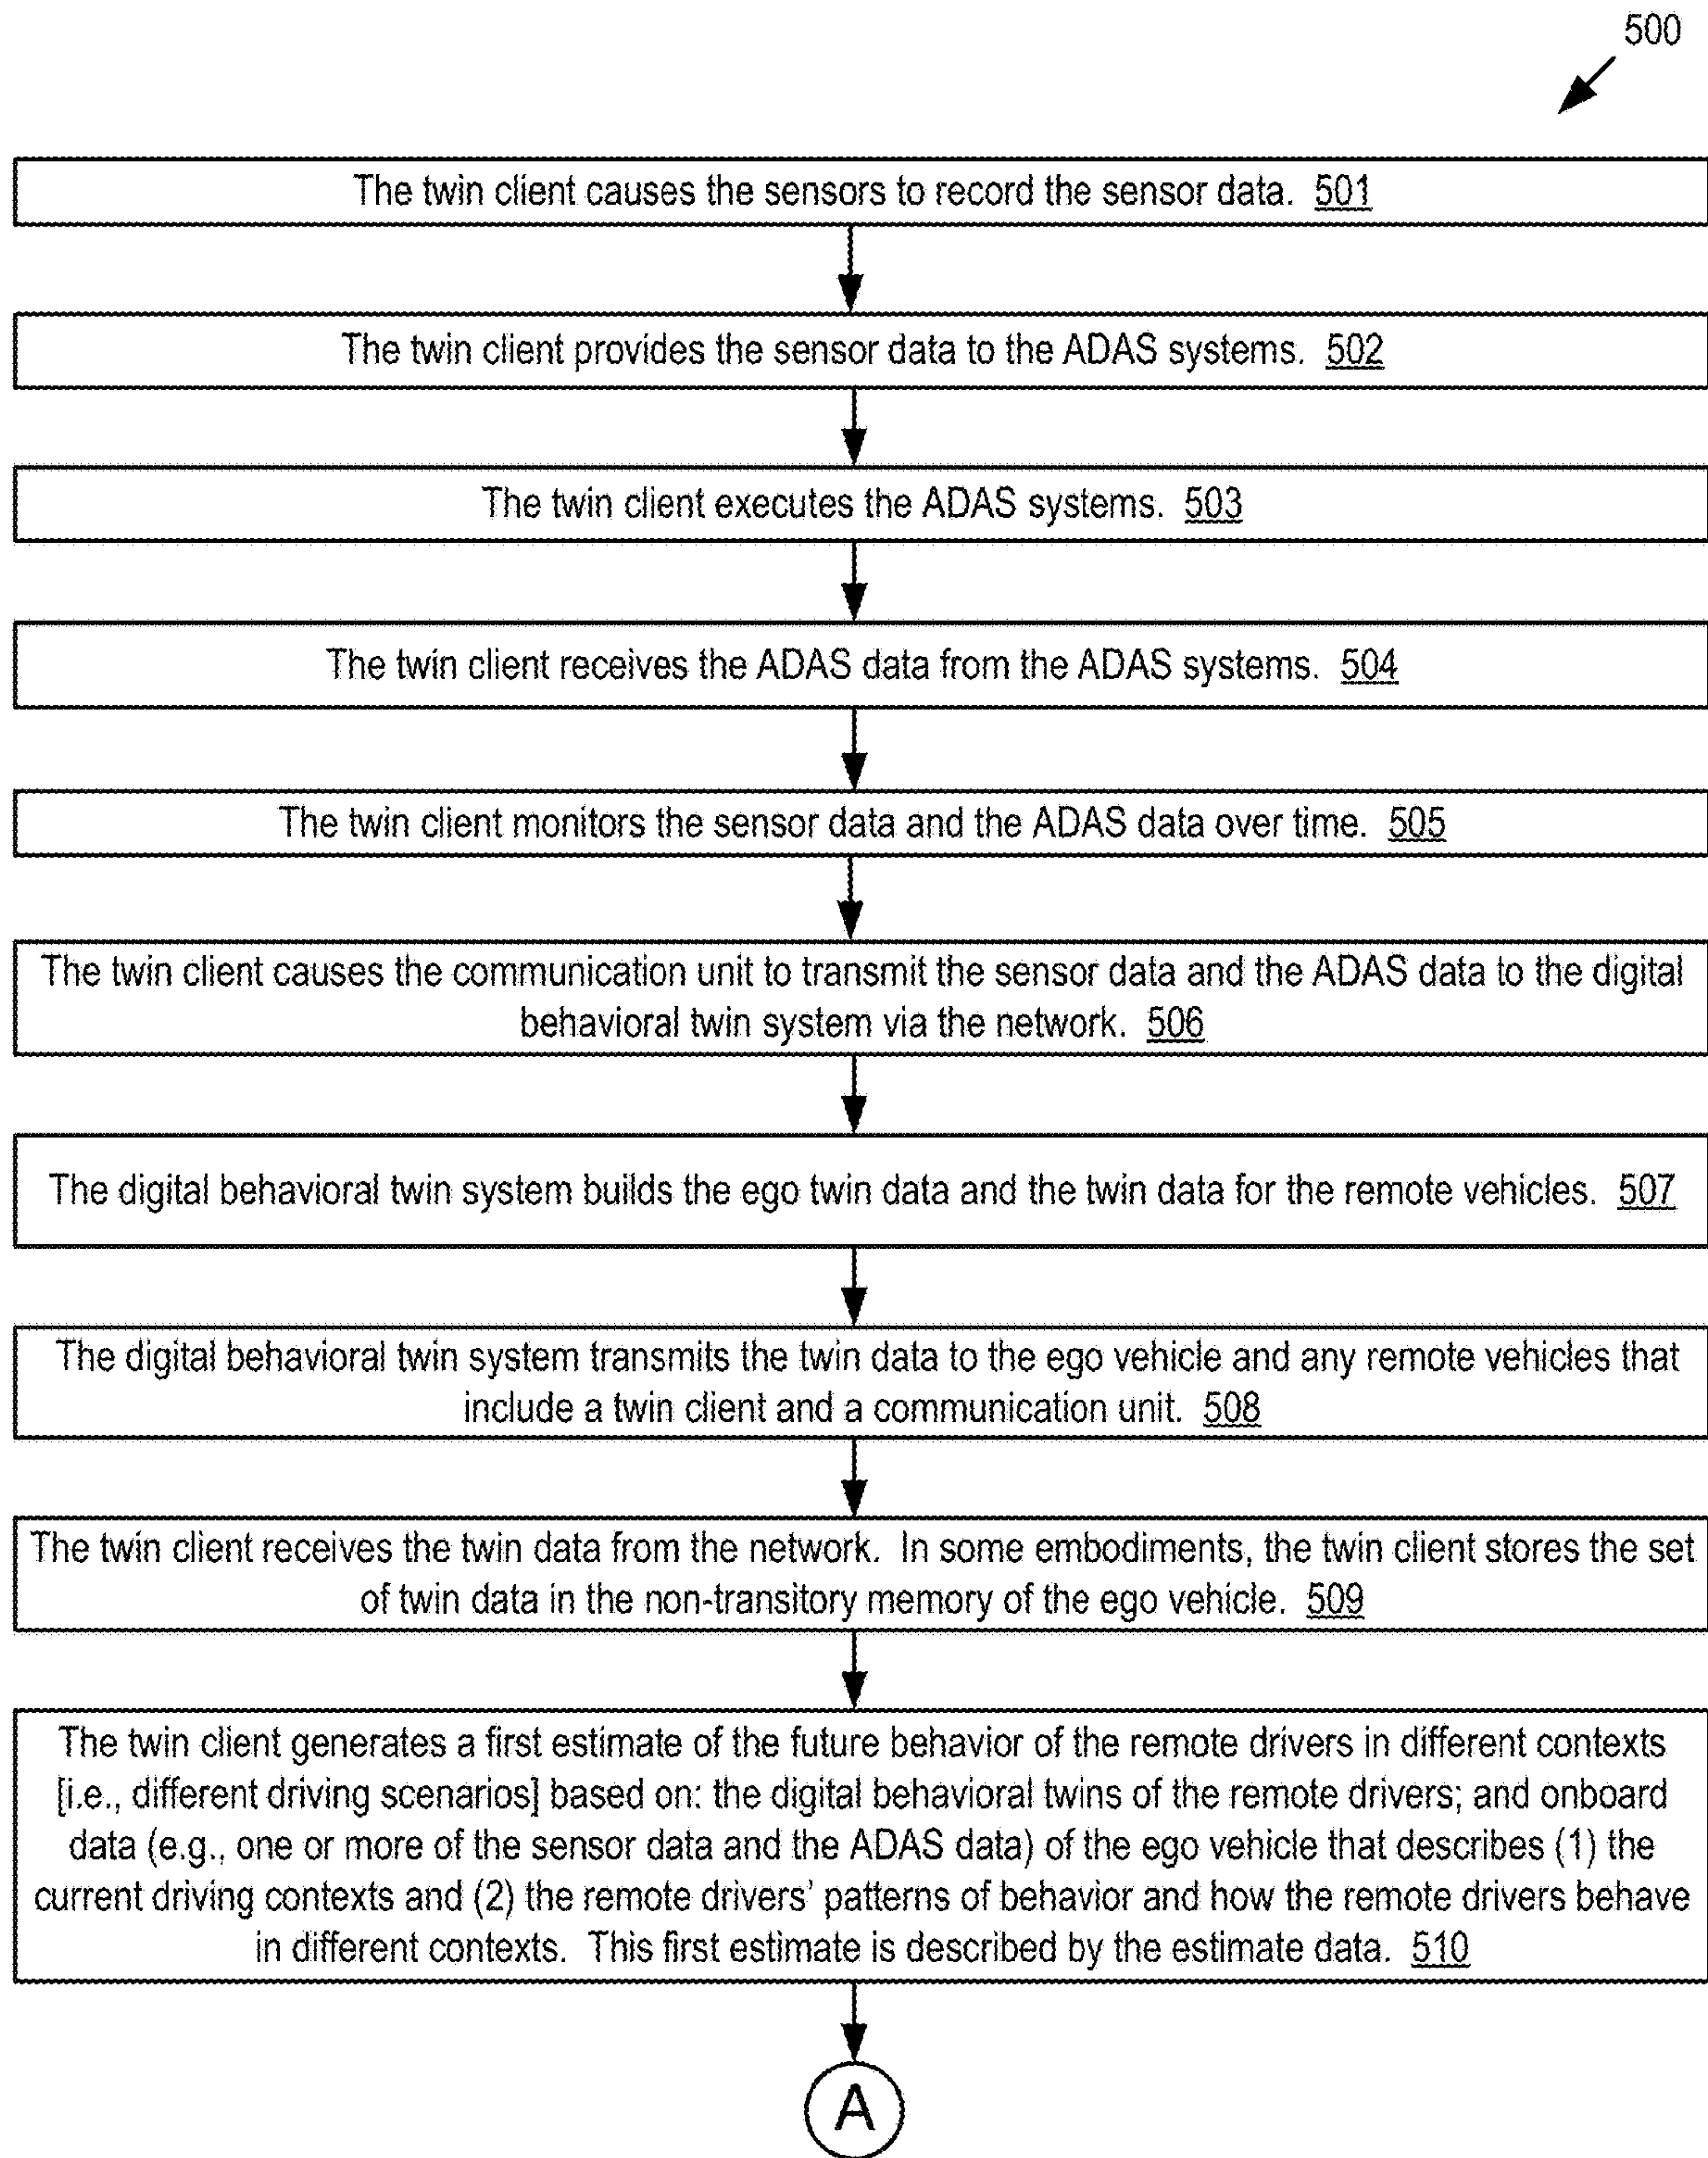 500
The twin client causes the sensors to record the sensor data. 501
The twin client provides the sensor data to the ADAS systems. 502
The twin client executes the ADAS systems. 503
The twin client receives the ADAS data from the ADAS systems. 504
The twin client monitors the sensor data and the ADAS data over time. 505
The twin client causes the communication unit to transmit the sensor data and the ADAS data to the digital
behavioral twin system via the network. 506
The digital behavioral twin system builds the ego twin data and the twin data for the remote vehicles. 507
The digital behavioral twin system transmits the twin data to the ego vehicle and any remote vehicles that
include a twin client and a communication unit. 508
The twin client receives the twin data from the network. In some embodiments, the twin client stores the set
of twin data in the non-transitory memory of the ego vehicle. 509
The twin client generates a first estimate of the future behavior of the remote drivers in different contexts
[i.e., different driving scenarios] based on: the digital behavioral twins of the remote drivers; and onboard
data (e.g., one or more of the sensor data and the ADAS data) of the ego vehicle that describes (1) the
current driving contexts and (2) the remote drivers' patterns of behavior and how the remote drivers behave
in different contexts. This first estimate is described by the estimate data. 510
A